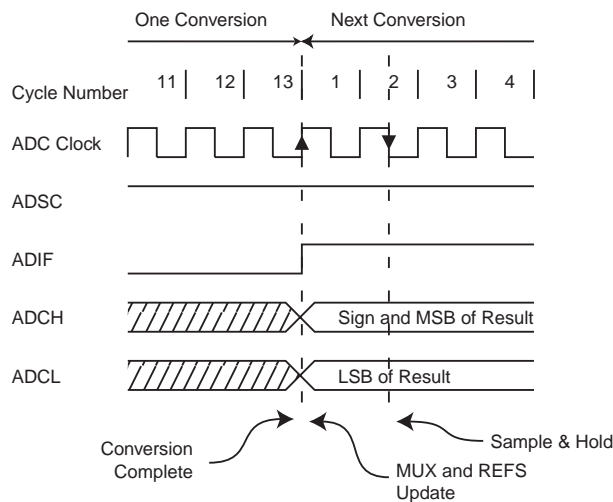 One Conversion Next Conversion
Cycle Number 11 12 13 1 2 3 4
ADC Clock
ADSC
ADIF
ADCH Sign and MSB of Result
ADCL LSB of Result
Conversion
Complete
MUX and REFS
Update
Sample & Hold